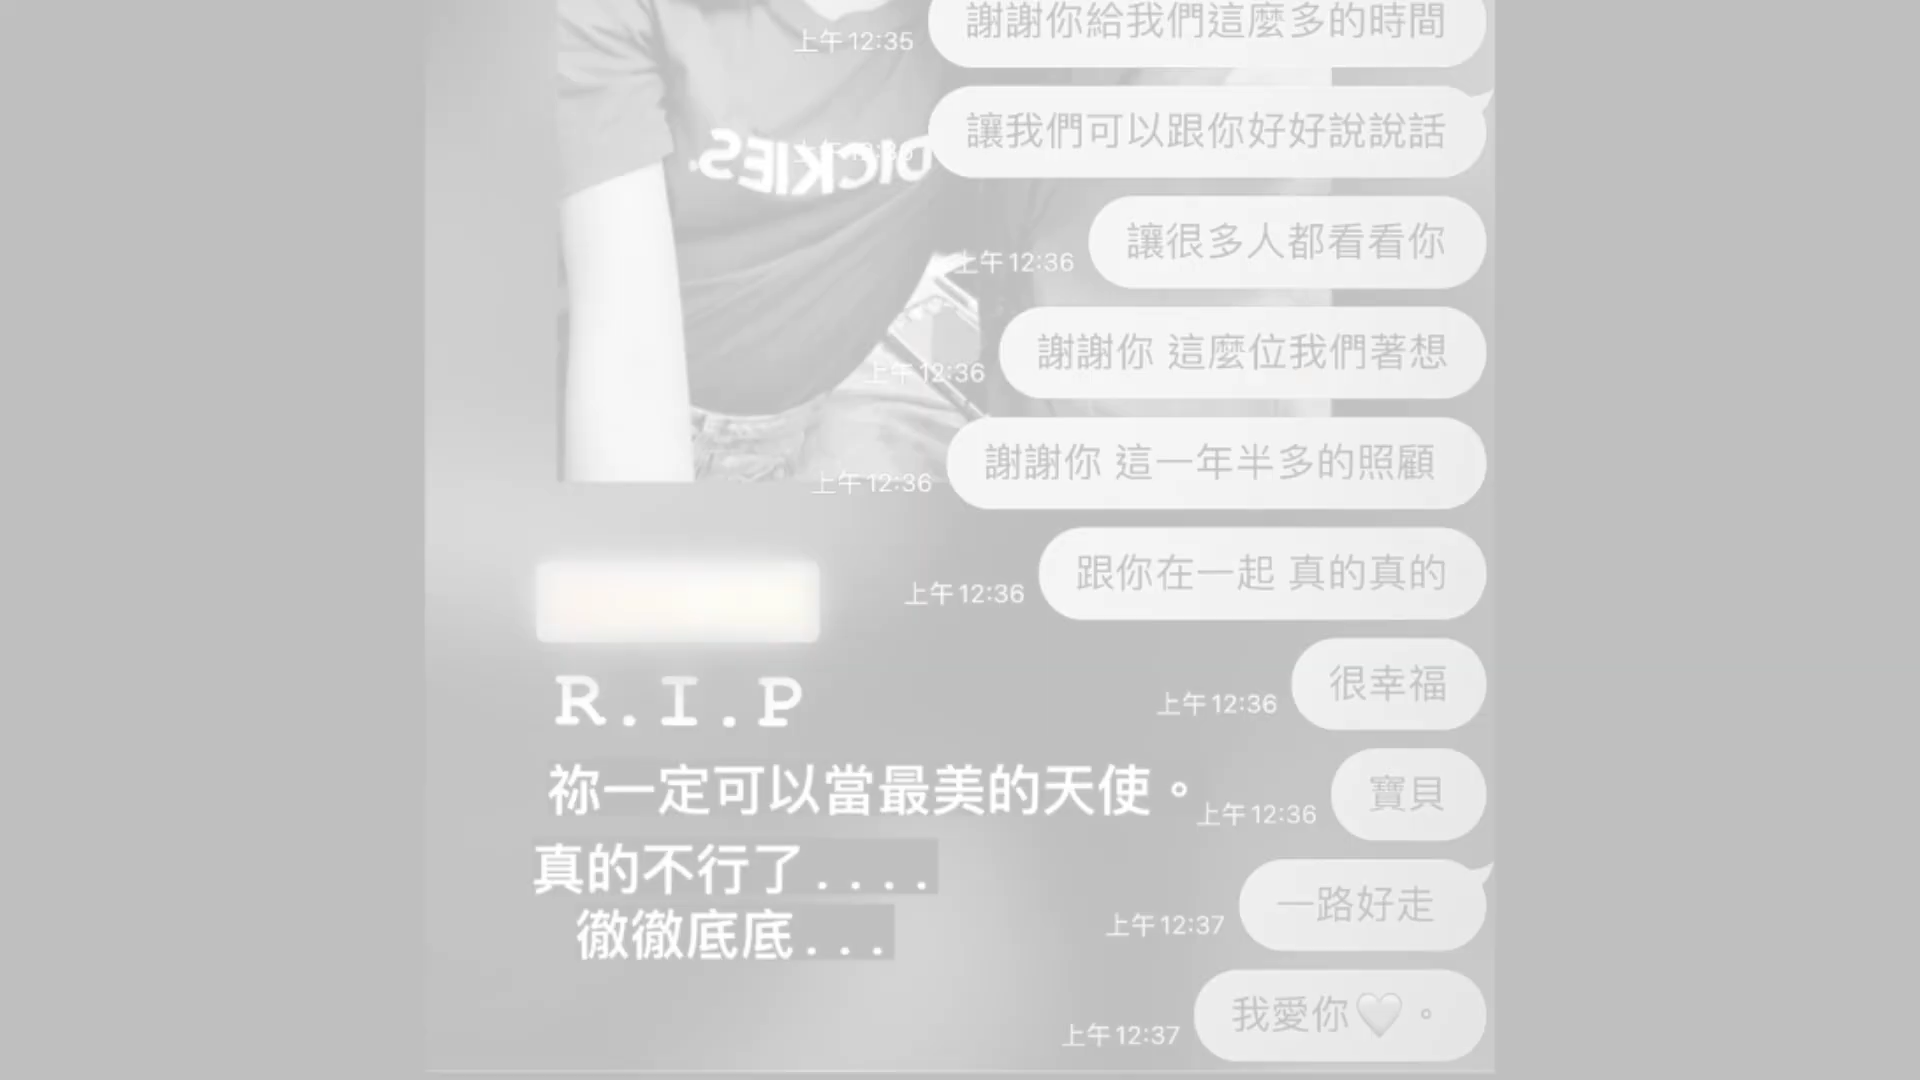 謝謝你給我們這麼多的時間
上午12:35
DICKIES
讓我們可以跟你好好說說話
上午12:36
讓很多人都看看你
上午12:36
謝謝你 這麼位我們著想
上午12:36
謝謝你 這一年半多的照顧
上午12:36
跟你在一起 真的真的
上午12:36
很幸福
上午12:36
寶貝
上午12:36
一路好走
上午12:37
我愛你🤍。
上午12:37
R.I.P
祢一定可以當最美的天使。
真的不行了....
徹徹底底...